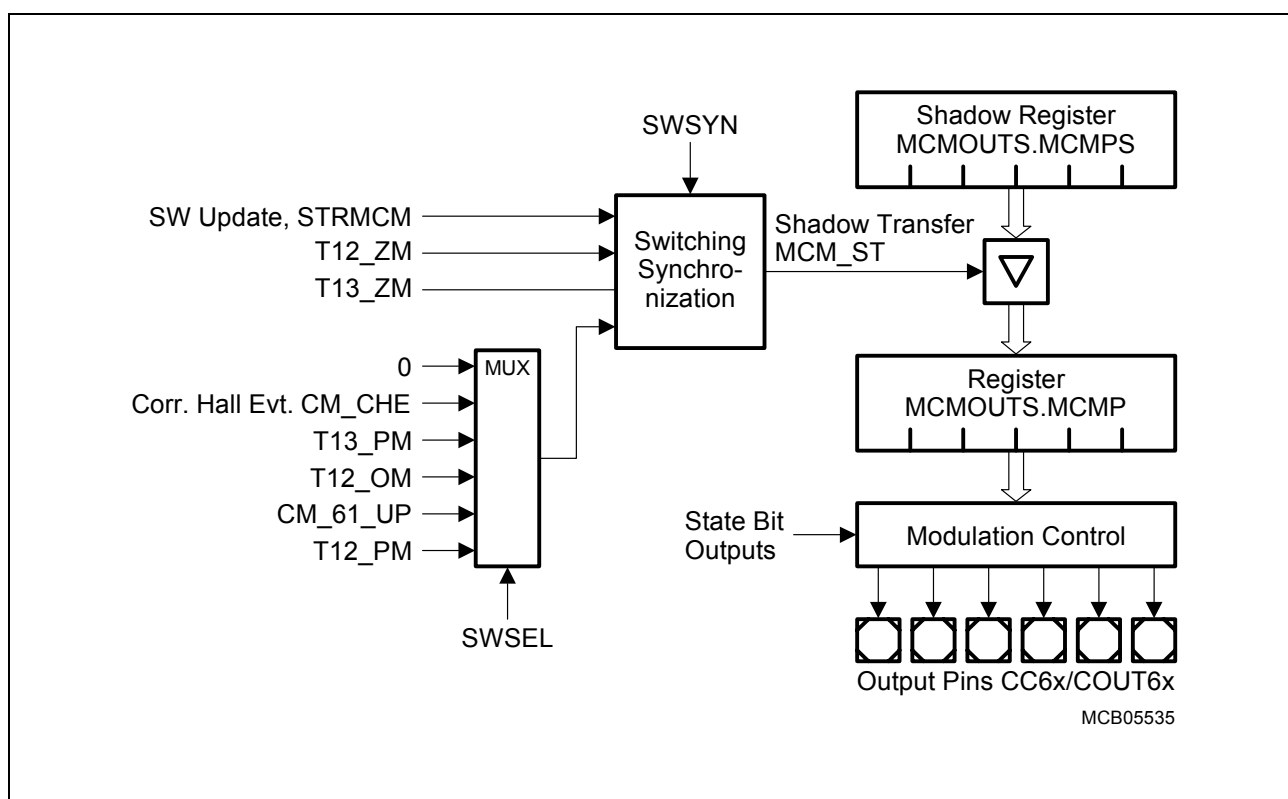 Shadow Register
MCMOUTS.MCMPS
SWSYN
SW Update, STRMCM
T12_ZM
T13_ZM
Switching
Synchro-
nization
Shadow Transfer
MCM_ST
0
MUX
Corr. Hall Evt. CM_CHE
T13_PM
T12_OM
CM_61_UP
T12_PM
SWSEL
Register
MCMOUTS.MCMP
State Bit
Outputs
Modulation Control
Output Pins CC6x/COUT6x
MCB05535